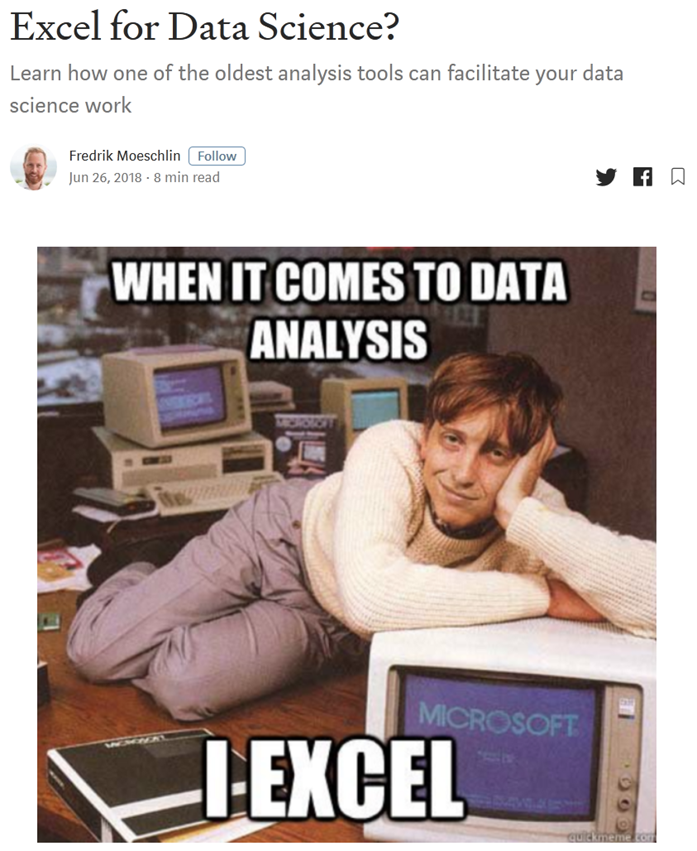 Excel for Data Science?
Learn how one of the oldest analysis tools can facilitate your data
science work
Fredrik Moeschlin Follow
Jun 26, 2018 · 8 min read
WHEN IT COMES TO DATA
ANALYSIS
MICROSOFT
MICROSOFT
MICROSOFT
I EXCEL
quickmeme.com